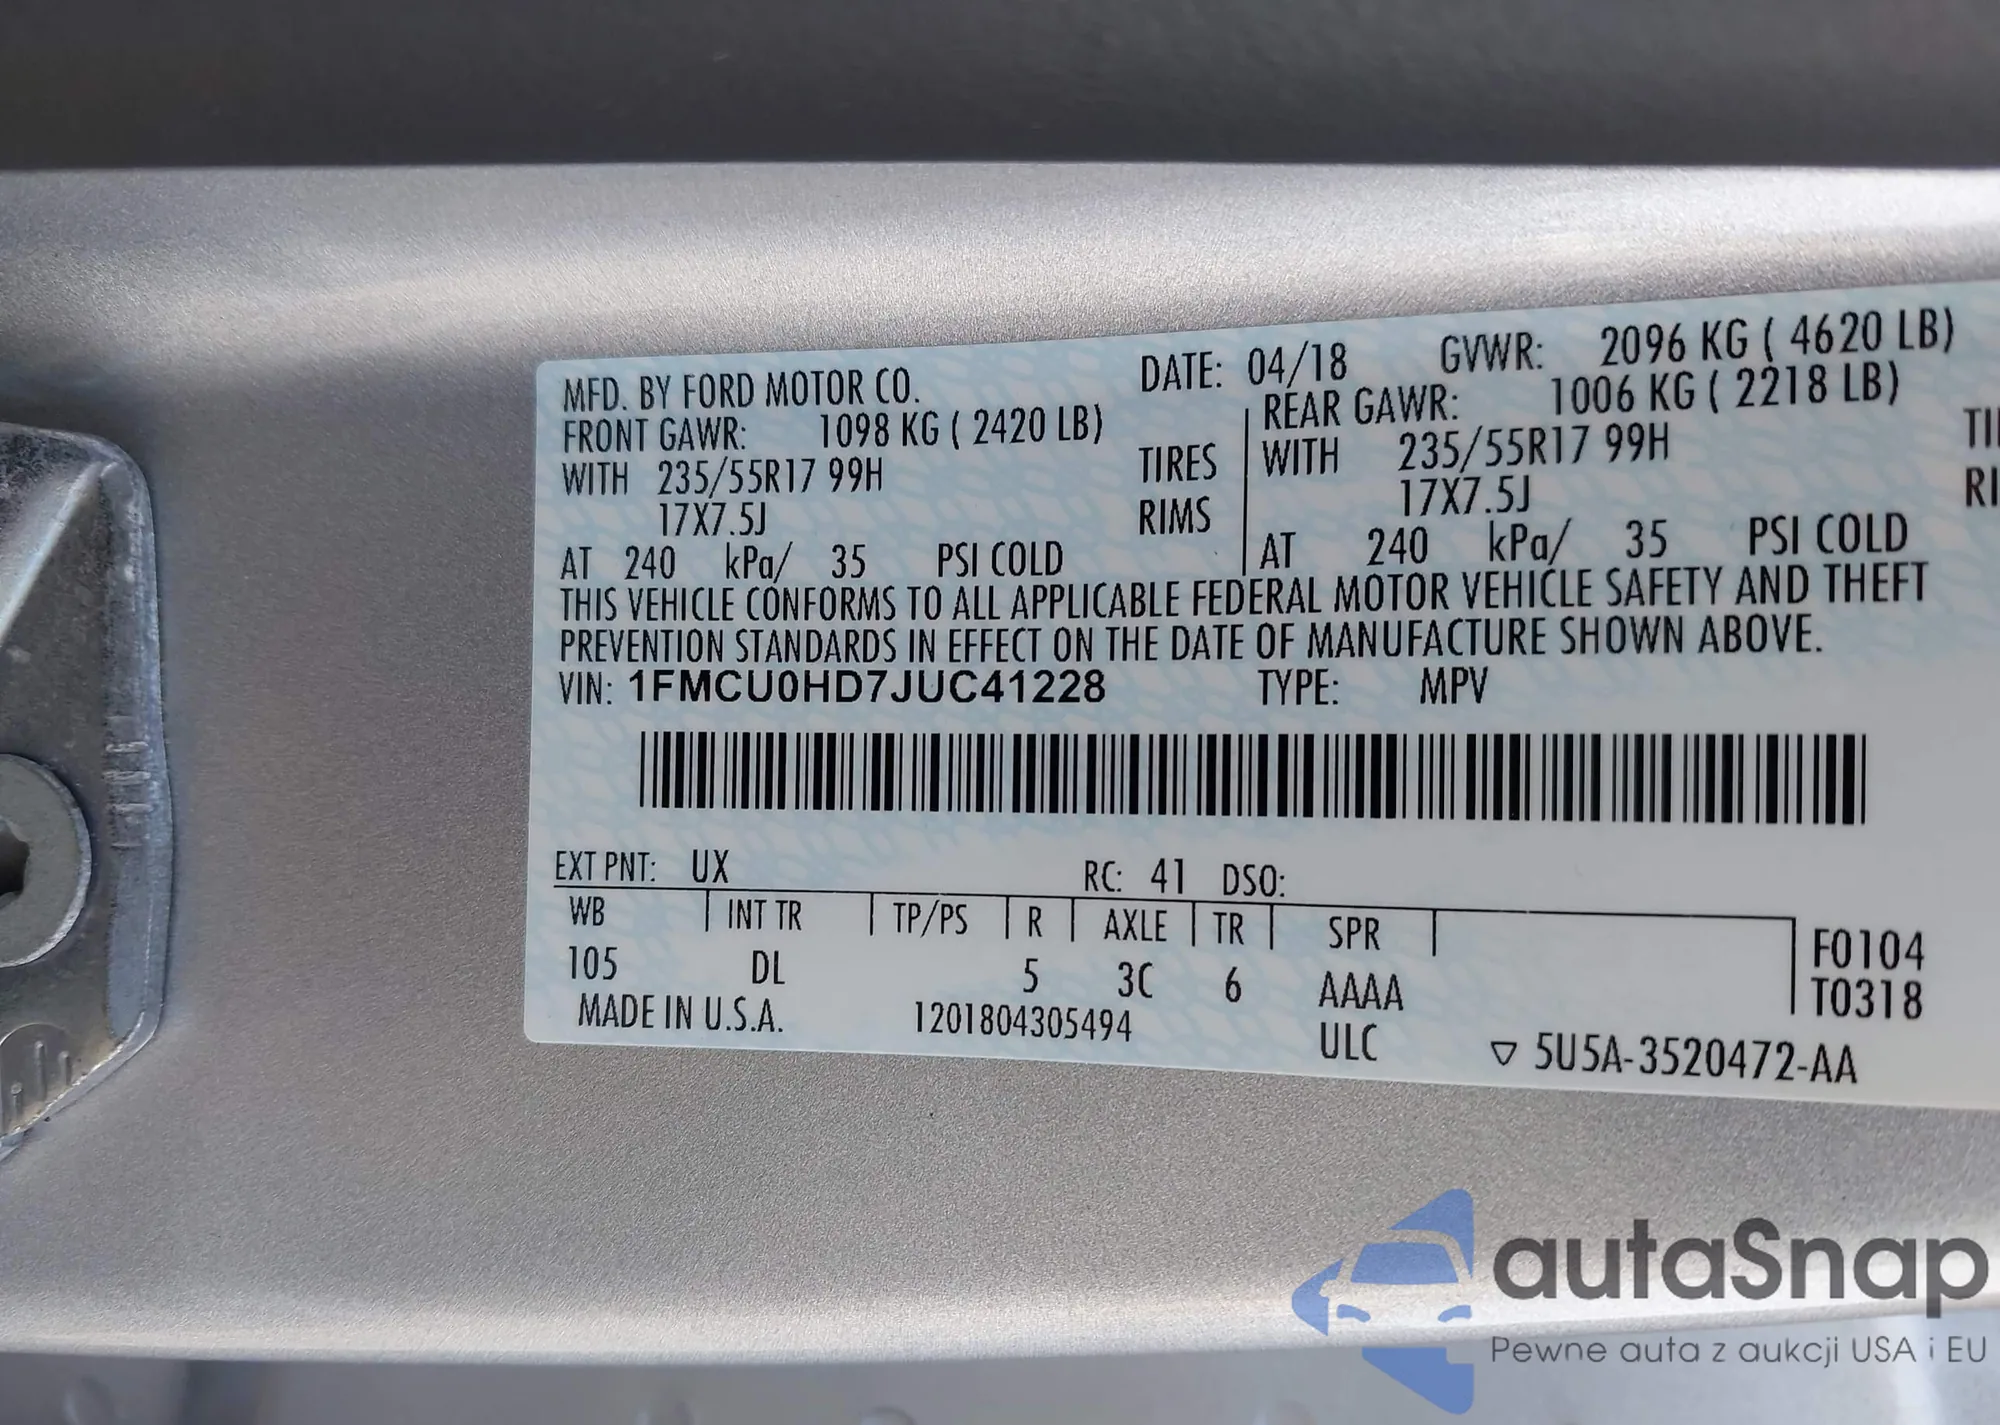 MFD. BY FORD MOTOR CO. DATE: 04/18 GVWR: 2096 KG ( 4620 LB)
FRONT GAWR: 1098 KG ( 2420 LB) REAR GAWR: 1006 KG ( 2218 LB)
WITH 235/55R17 99H TIRES WITH 235/55R17 99H
17X7.5J RIMS 17X7.5J
AT 240 kPa/ 35 PSI COLD AT 240 kPa/ 35 PSI COLD
THIS VEHICLE CONFORMS TO ALL APPLICABLE FEDERAL MOTOR VEHICLE SAFETY AND THEFT
PREVENTION STANDARDS IN EFFECT ON THE DATE OF MANUFACTURE SHOWN ABOVE.
VIN: 1FMCU0HD7JUC41228 TYPE: MPV
EXT PNT: UX RC: 41 DSO:
WB INT TR TP/PS R AXLE TR SPR F0104
105 DL 5 3C 6 AAAA T0318
MADE IN U.S.A. 1201804305494 ULC ▽ 5U5A-3520472-AA
autaSnap
Pewne auta z aukcji USA i EU